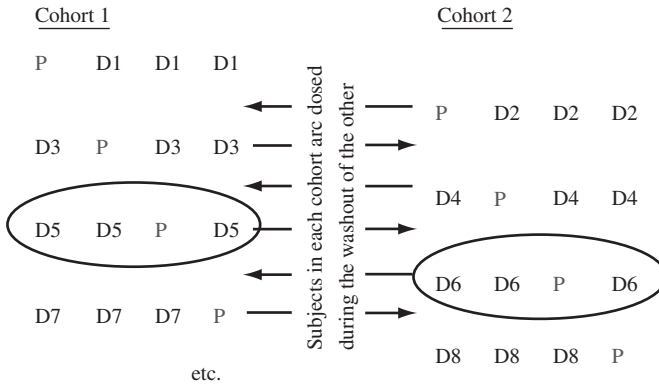 Cohort 1
Cohort 2
P D1 D1 D1
P D2 D2 D2
D3 P D3 D3
D4 P D4 D4
D5 D5 P D5
D6 D6 P D6
D7 D7 D7 P
D8 D8 D8 P
etc.
Subjects in each cohort arc dosed
during the washout of the other